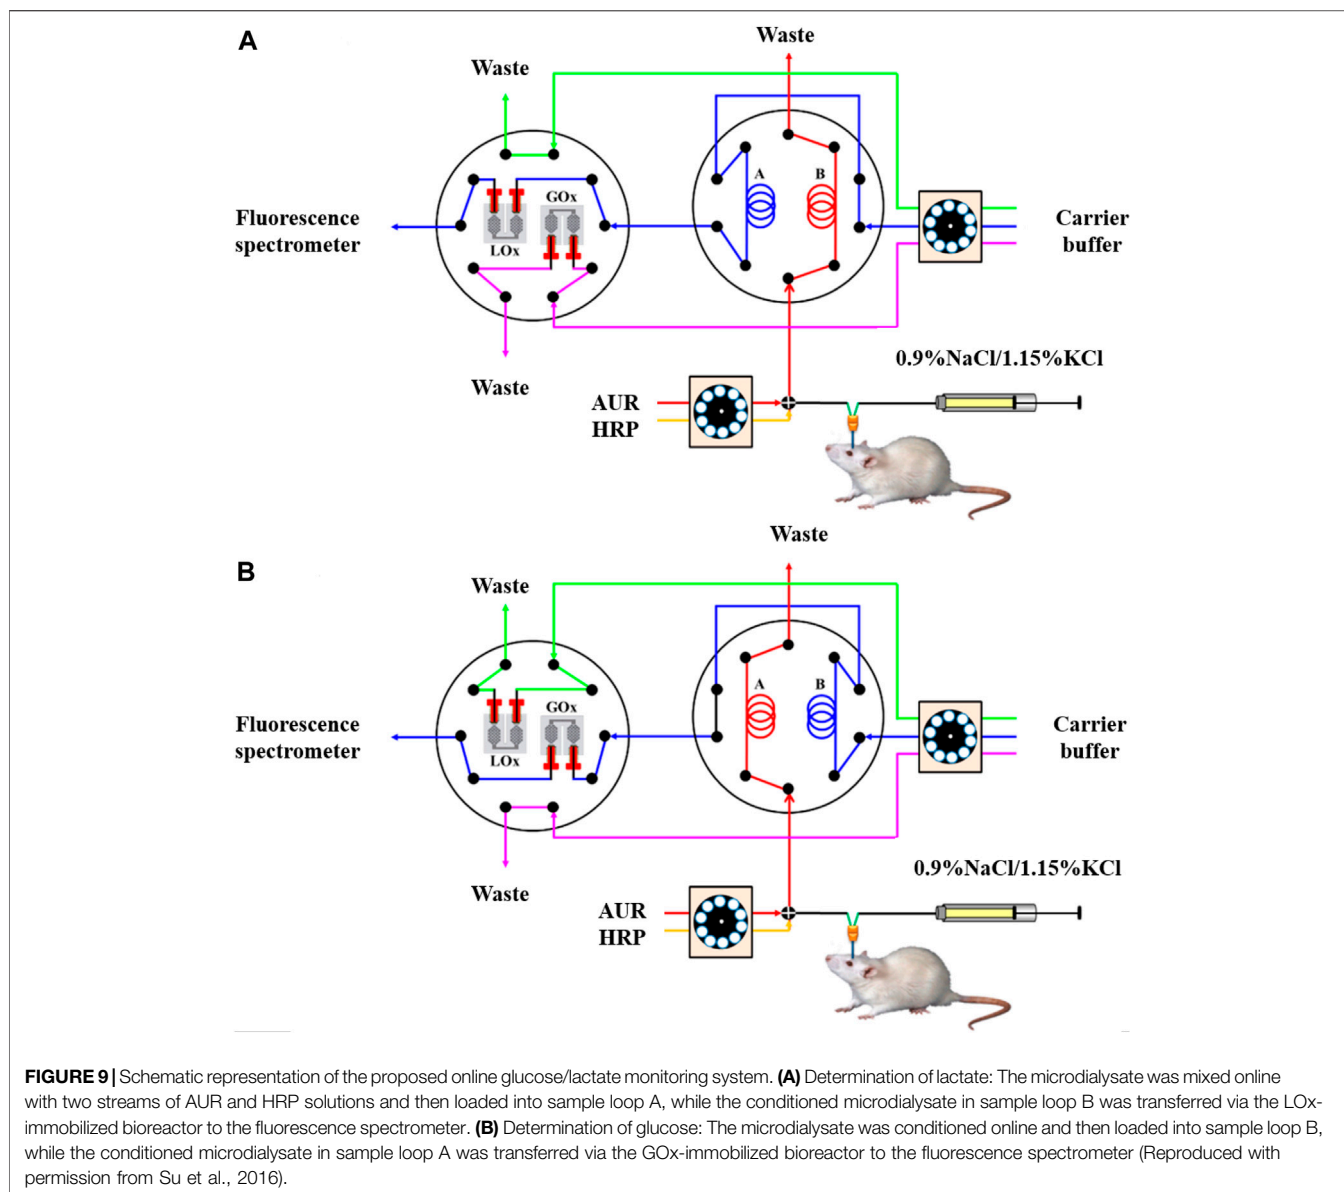 A
Waste
Waste
A
B
GOx
LOx
Fluorescence
spectrometer
Carrier
buffer
Waste
0.9%NaCl/1.15%KCl
AUR
HRP
B
Waste
Waste
A
B
GOx
LOx
Fluorescence
spectrometer
Carrier
buffer
Waste
0.9%NaCl/1.15%KCl
AUR
HRP
FIGURE 9 | Schematic representation of the proposed online glucose/lactate monitoring system. (A) Determination of lactate: The microdialysate was mixed online
with two streams of AUR and HRP solutions and then loaded into sample loop A, while the conditioned microdialysate in sample loop B was transferred via the LOx-
immobilized bioreactor to the fluorescence spectrometer. (B) Determination of glucose: The microdialysate was conditioned online and then loaded into sample loop B,
while the conditioned microdialysate in sample loop A was transferred via the GOx-immobilized bioreactor to the fluorescence spectrometer (Reproduced with
permission from Su et al., 2016).